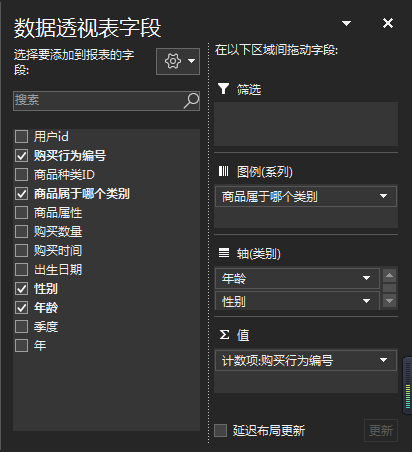 数据透视表字段
选择要添加到报表的字
段:
搜索
用户id
购买行为编号
商品种类ID
商品属于哪个类别
商品属性
购买数量
购买时间
出生日期
性别
年龄
季度
年
在以下区域间拖动字段:
筛选
图例(系列)
商品属于哪个类别
轴(类别)
年龄
性别
Σ 值
计数项:购买行为编号
延迟布局更新
更新